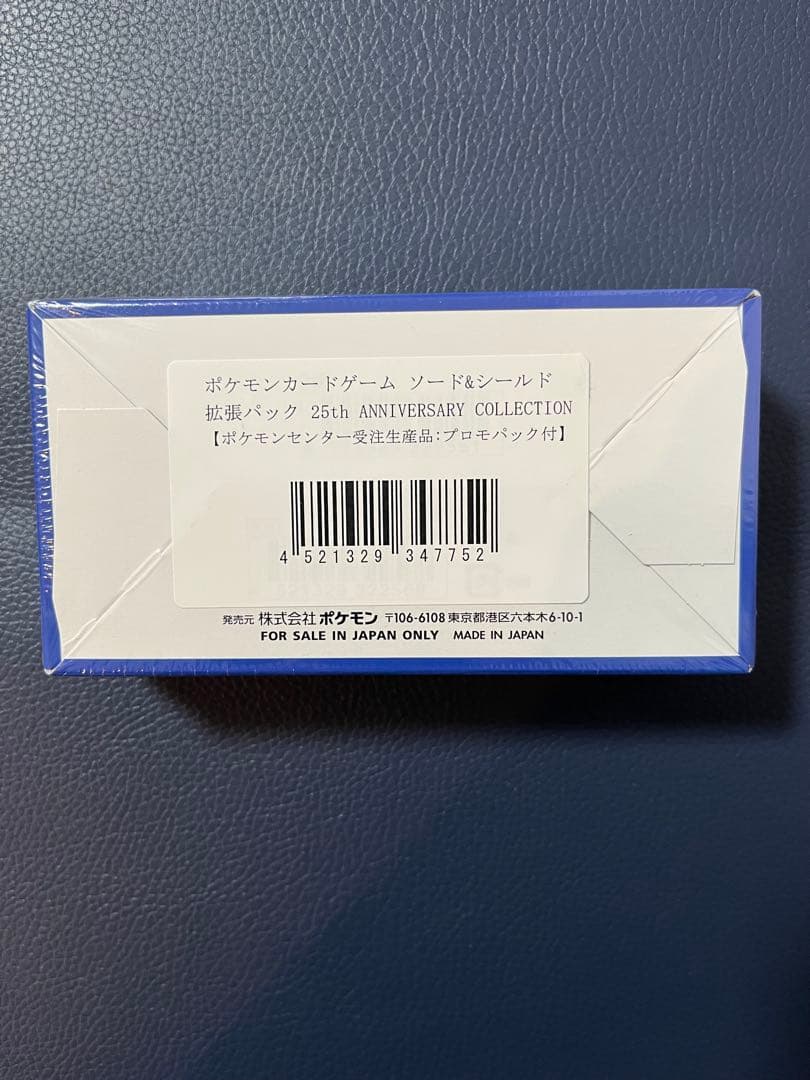 ポケモンカードゲーム ソード&シールド
拡張パック 25th ANNIVERSARY COLLECTION
【ポケモンセンター受注生産品:プロモパック付】
4 521329 347752
発売元 株式会社ポケモン 〒106-6108 東京都港区六本木6-10-1
FOR SALE IN JAPAN ONLY MADE IN JAPAN